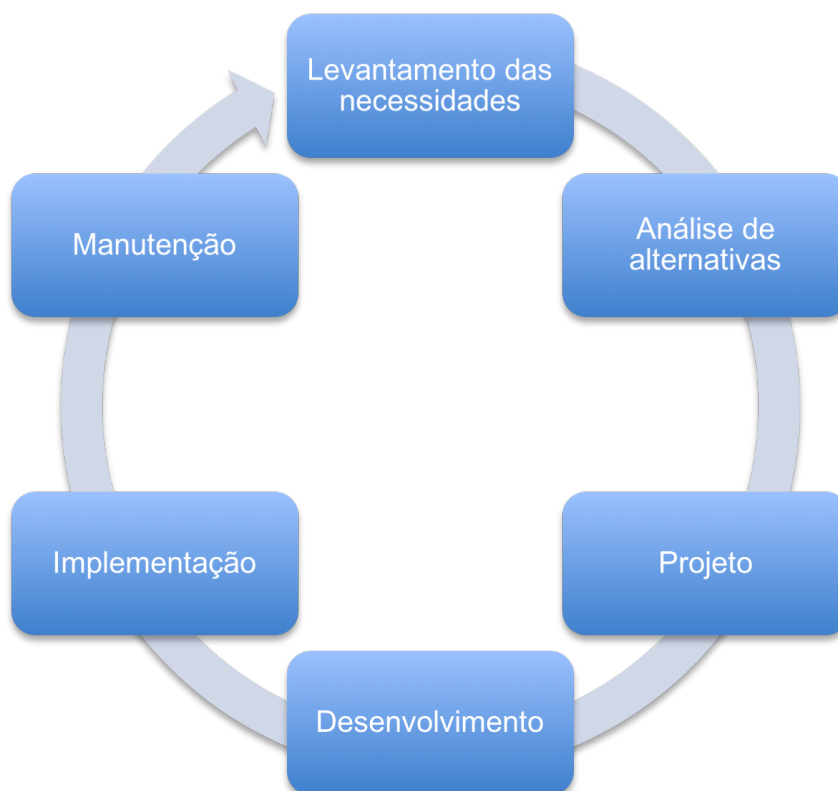 Levantamento das
necessidades
Análise de
alternativas
Projeto
Desenvolvimento
Implementação
Manutenção